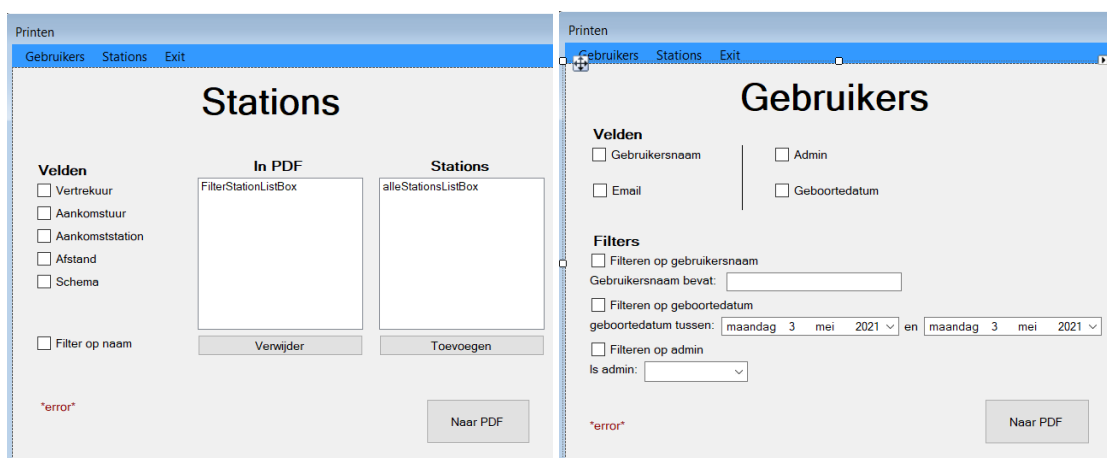 Printen
Gebruikers Stations Exit
Stations
Velden
In PDF
Stations
Vertrekuur
Aankomstuur
Aankomststation
Afstand
Schema
FilterStationListBox
alleStationsListBox
Filter op naam
Verwijder
Toevoegen
*error*
Naar PDF
Printen
Gebruikers Stations Exit
Gebruikers
Velden
Gebruikersnaam
Admin
Email
Geboortedatum
Filters
Filteren op gebruikersnaam
Gebruikersnaam bevat:
Filteren op geboortedatum
geboortedatum tussen: maandag 3 mei 2021 en maandag 3 mei 2021
Filteren op admin
Is admin:
*error*
Naar PDF